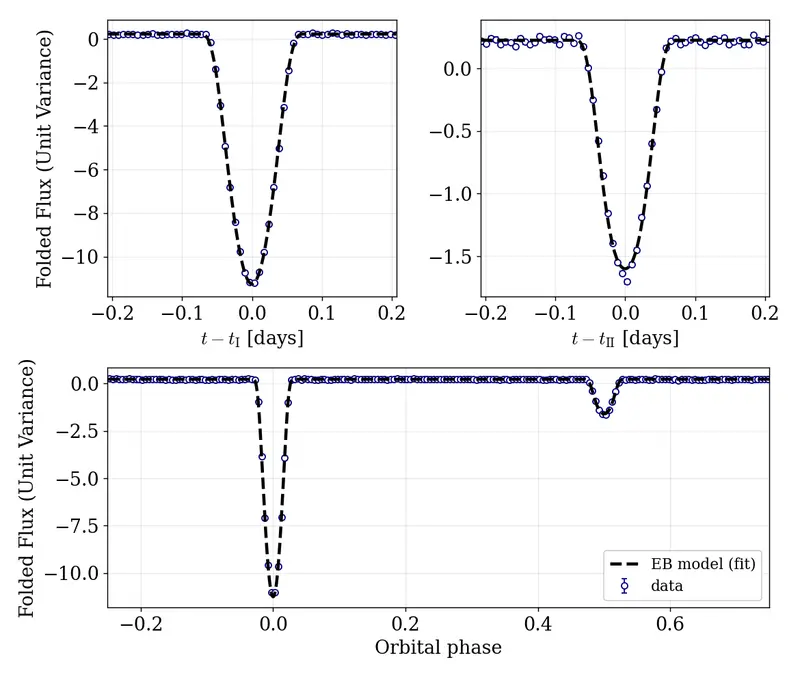 Folded Flux (Unit Variance)
0
−2
−4
−6
−8
−10
−0.2 −0.1 0.0 0.1 0.2
t − tI [days]
0.0
−0.5
−1.0
−1.5
−0.2 −0.1 0.0 0.1 0.2
t − tII [days]
Folded Flux (Unit Variance)
0.0
−2.5
−5.0
−7.5
−10.0
EB model (fit)
data
−0.2 0.0 0.2 0.4 0.6
Orbital phase